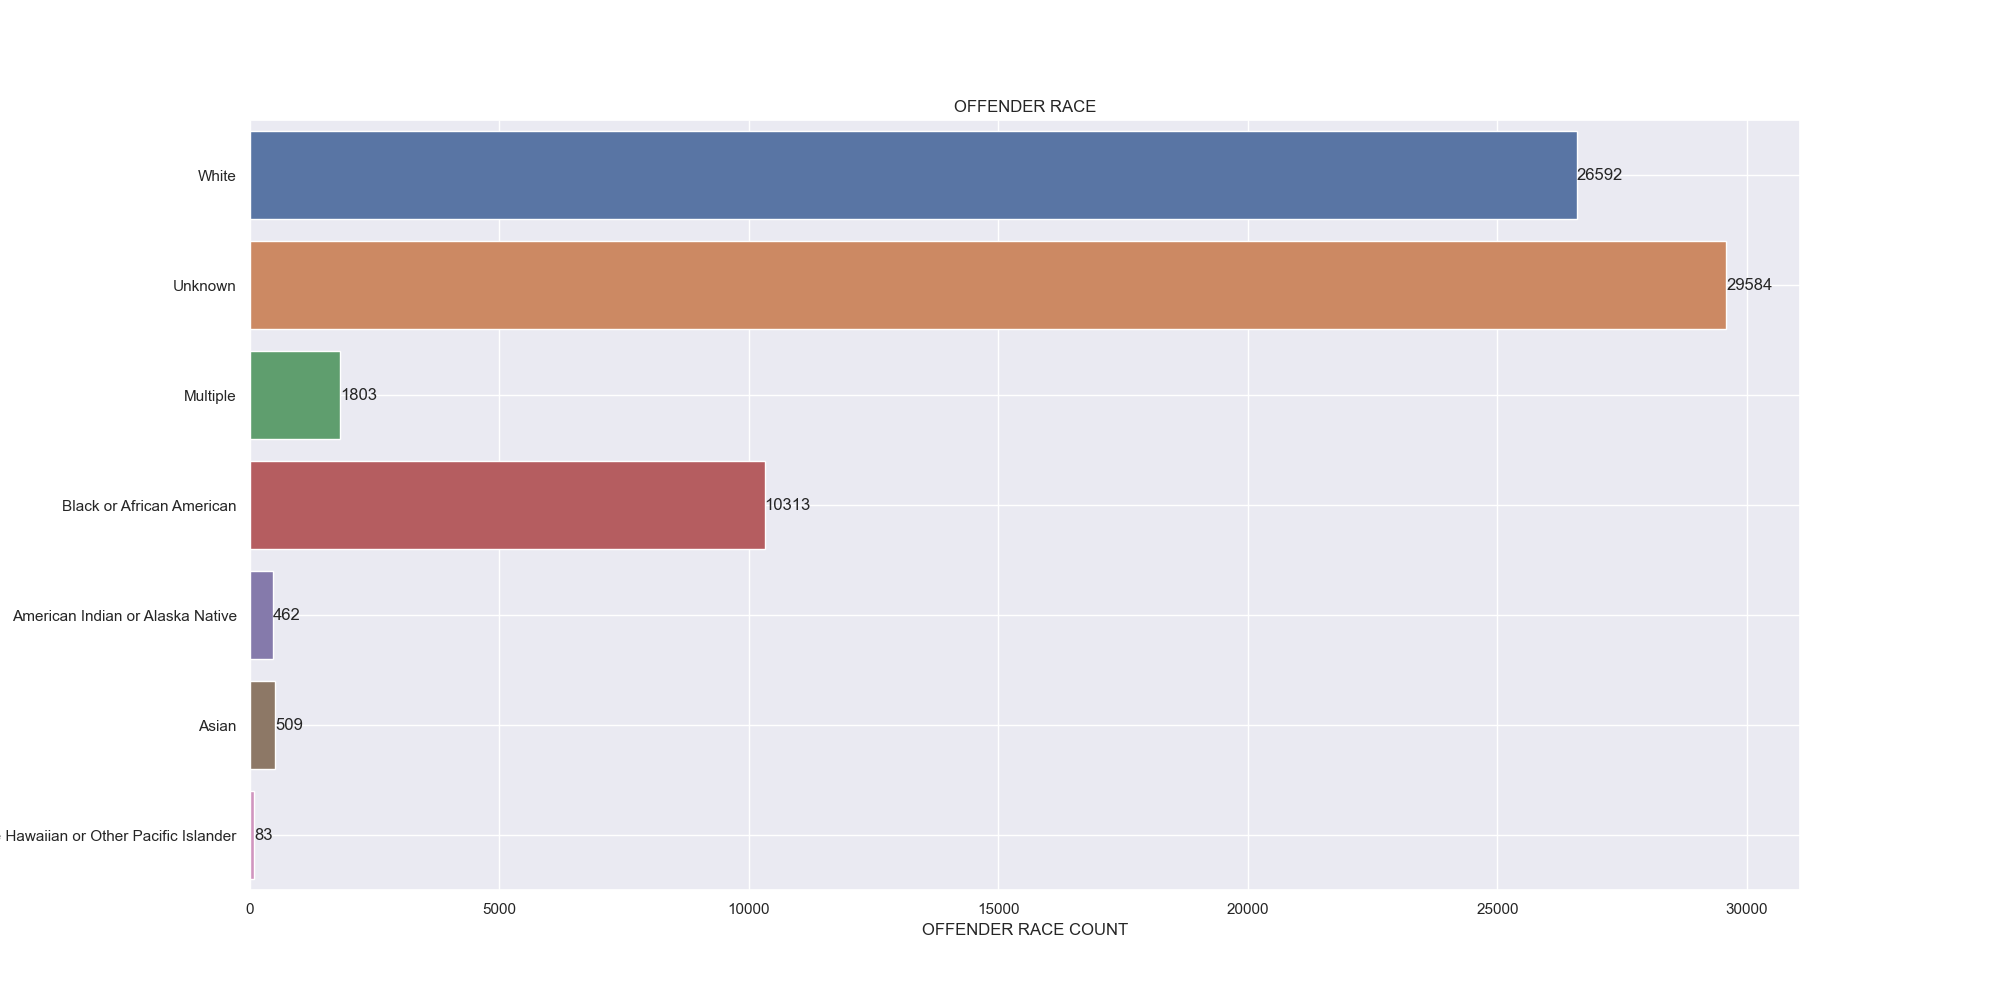 OFFENDER RACE
White
26592
Unknown
29584
Multiple
1803
Black or African American
10313
American Indian or Alaska Native
462
Asian
509
Hawaiian or Other Pacific Islander
83
0 5000 10000 15000 20000 25000 30000
OFFENDER RACE COUNT